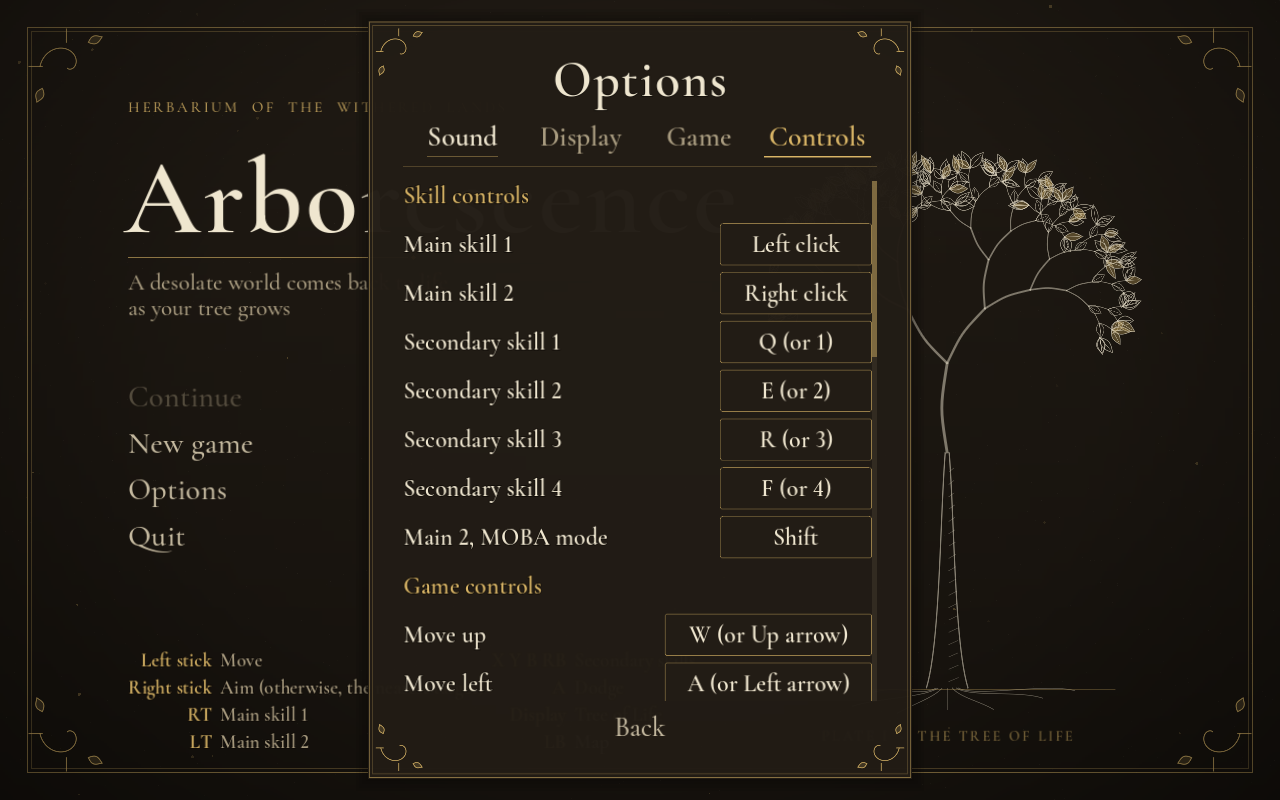 Options
Sound Display Game Controls
Skill controls
Main skill 1 Left click
Main skill 2 Right click
Secondary skill 1 Q (or 1)
Secondary skill 2 E (or 2)
Secondary skill 3 R (or 3)
Secondary skill 4 F (or 4)
Main 2, MOBA mode Shift
Game controls
Move up W (or Up arrow)
Move left A (or Left arrow)
Back
HERBARIUM OF THE WIT
Arborescence
A desolate world comes ba
as your tree grows
Continue
New game
Options
Quit
Left stick Move
Right stick Aim (otherwise, the
RT Main skill 1
LT Main skill 2
THE TREE OF LIFE